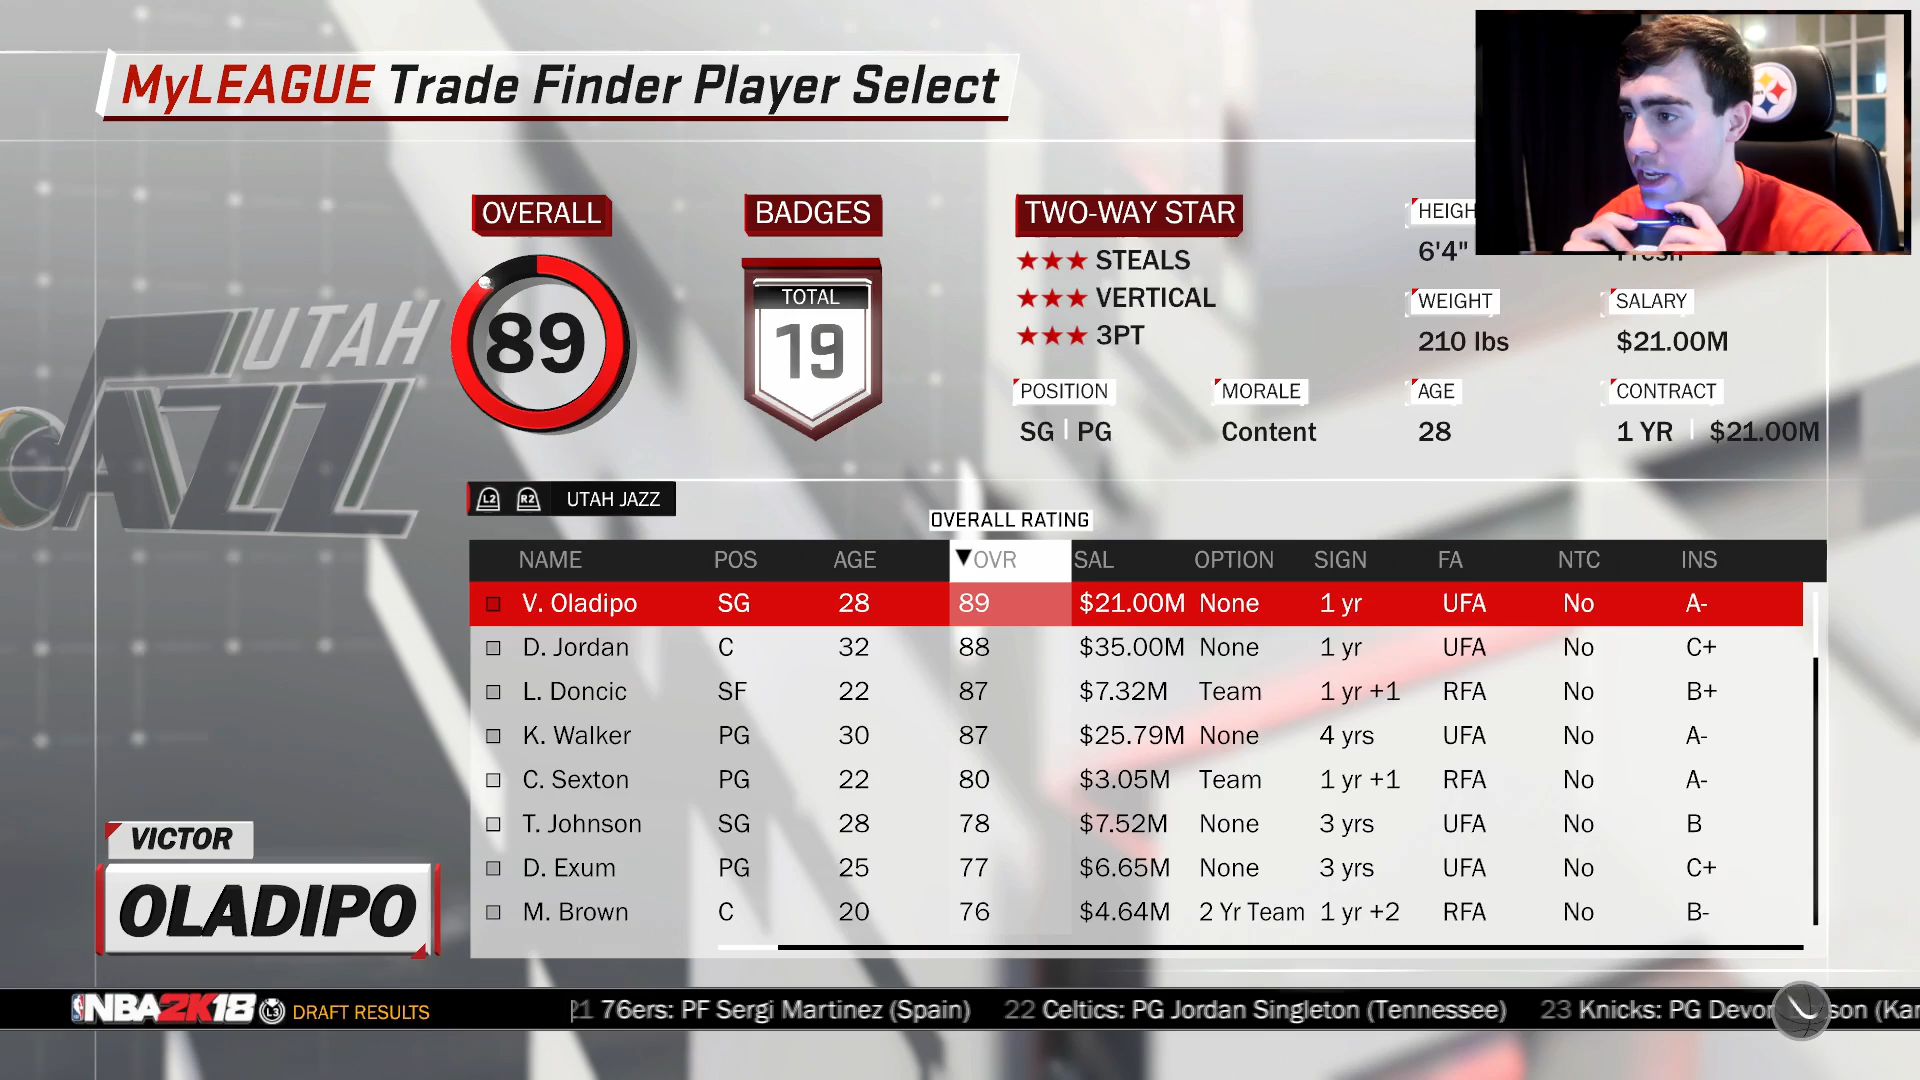 MyLEAGUE Trade Finder Player Select
OVERALL
89
BADGES
TOTAL
19
TWO-WAY STAR
STEALS
VERTICAL
3PT
POSITION
SG | PG
MORALE
Content
HEIGH
6'4"
WEIGHT
210 lbs
SALARY
$21.00M
AGE
28
CONTRACT
1 YR | $21.00M
UTAH
JAZZ
L2 R2 UTAH JAZZ
OVERALL RATING
NAME POS AGE OVR SAL OPTION SIGN FA NTC INS
V. Oladipo SG 28 89 $21.00M None 1 yr UFA No A-
D. Jordan C 32 88 $35.00M None 1 yr UFA No C+
L. Doncic SF 22 87 $7.32M Team 1 yr +1 RFA No B+
K. Walker PG 30 87 $25.79M None 4 yrs UFA No A-
C. Sexton PG 22 80 $3.05M Team 1 yr +1 RFA No A-
T. Johnson SG 28 78 $7.52M None 3 yrs UFA No B
D. Exum PG 25 77 $6.65M None 3 yrs UFA No C+
M. Brown C 20 76 $4.64M 2 Yr Team 1 yr +2 RFA No B-
VICTOR
OLADIPO
NBA2K18 L3 DRAFT RESULTS 21 76ers: PF Sergi Martinez (Spain) 22 Celtics: PG Jordan Singleton (Tennessee) 23 Knicks: PG